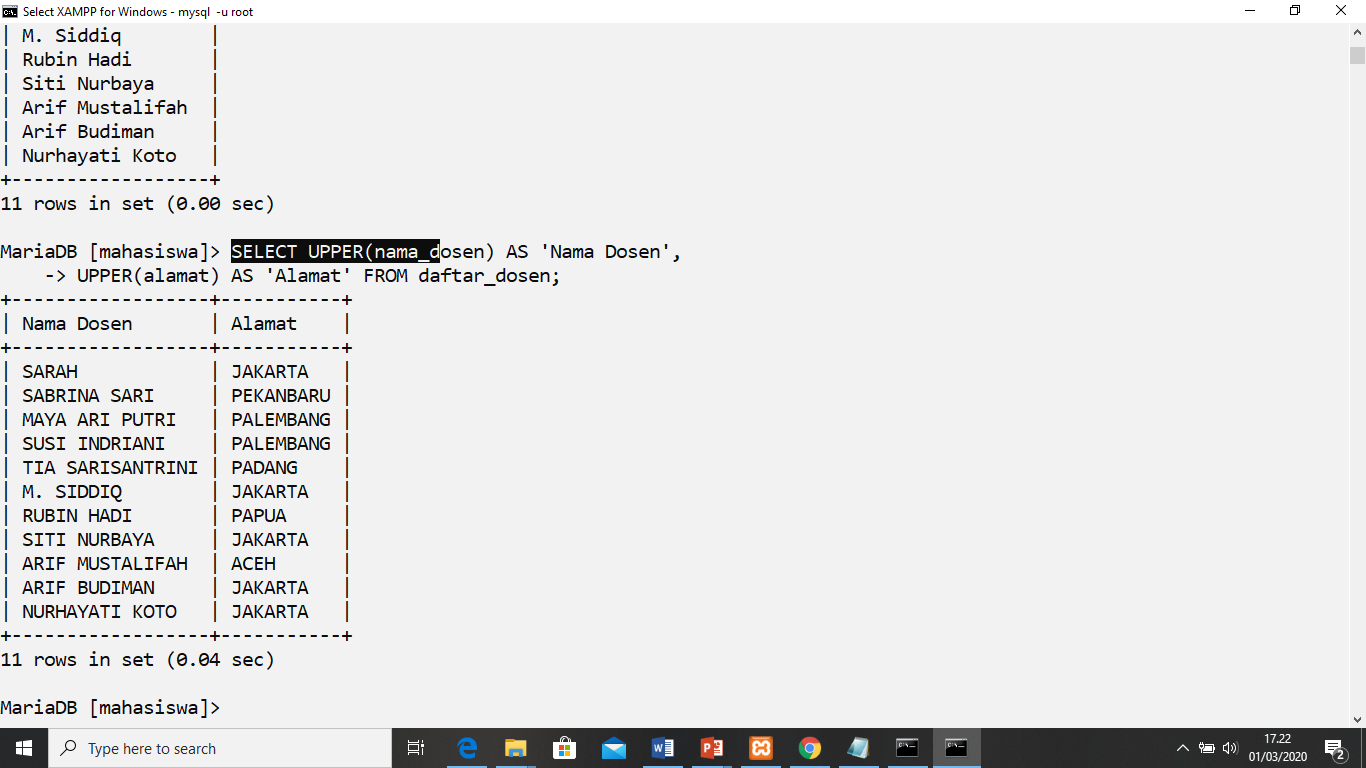 Select XAMPP for Windows - mysql  -u root
| M. Siddiq        |
| Rubin Hadi       |
| Siti Nurbaya     |
| Arif Mustalifah  |
| Arif Budiman     |
| Nurhayati Koto   |
+------------------+
11 rows in set (0.00 sec)
MariaDB [mahasiswa]> SELECT UPPER(nama_dosen) AS 'Nama Dosen',
    -> UPPER(alamat) AS 'Alamat' FROM daftar_dosen;
+------------------+-----------+
| Nama Dosen       | Alamat    |
+------------------+-----------+
| SARAH            | JAKARTA   |
| SABRINA SARI     | PEKANBARU |
| MAYA ARI PUTRI   | PALEMBANG |
| SUSI INDRIANI    | PALEMBANG |
| TIA SARISANTRINI | PADANG    |
| M. SIDDIQ        | JAKARTA   |
| RUBIN HADI       | PAPUA     |
| SITI NURBAYA     | JAKARTA   |
| ARIF MUSTALIFAH  | ACEH      |
| ARIF BUDIMAN     | JAKARTA   |
| NURHAYATI KOTO   | JAKARTA   |
+------------------+-----------+
11 rows in set (0.04 sec)
MariaDB [mahasiswa]>
Type here to search
17.22
01/03/2020
2